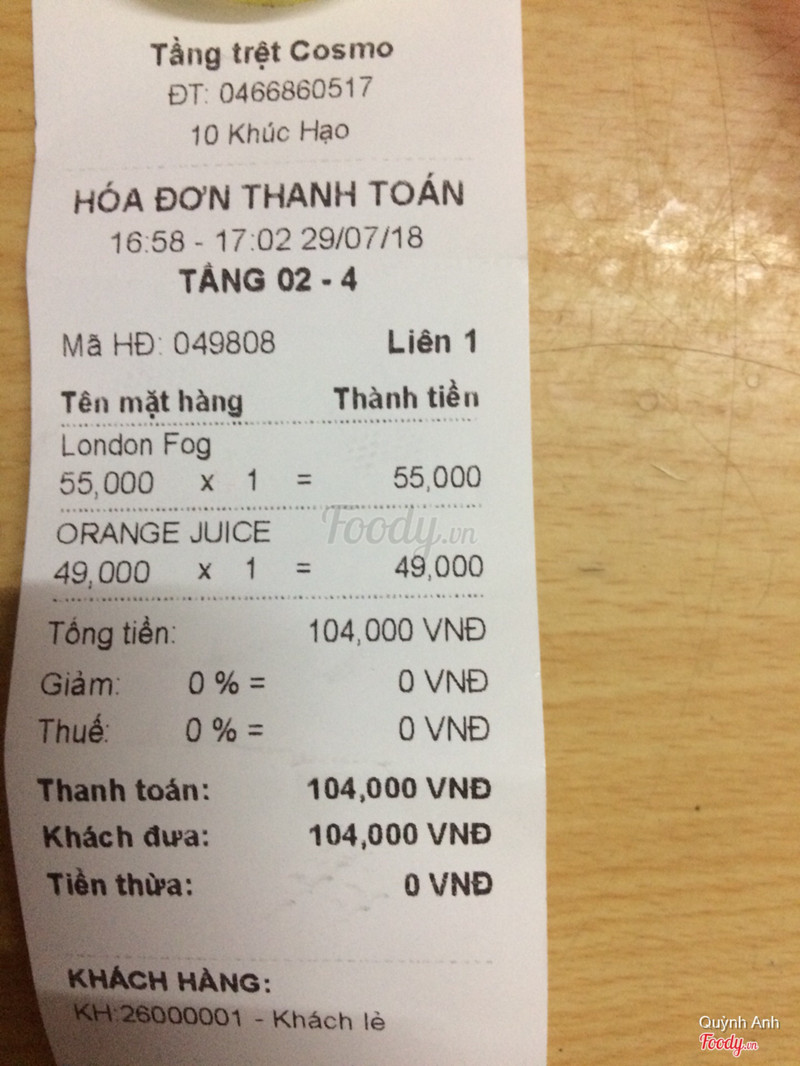 Tầng trệt Cosmo
ĐT: 0466860517
10 Khúc Hạo
HÓA ĐƠN THANH TOÁN
16:58 - 17:02 29/07/18
TẦNG 02 - 4
Mã HĐ: 049808 Liên 1
Tên mặt hàng Thành tiền
London Fog
55,000 x 1 = 55,000
ORANGE JUICE
49,000 x 1 = 49,000
Tổng tiền: 104,000 VNĐ
Giảm: 0 % = 0 VNĐ
Thuế: 0 % = 0 VNĐ
Thanh toán: 104,000 VNĐ
Khách đưa: 104,000 VNĐ
Tiền thừa: 0 VNĐ
KHÁCH HÀNG:
KH:26000001 - Khách lẻ
Foody.vn
Quỳnh Anh
Foody.vn